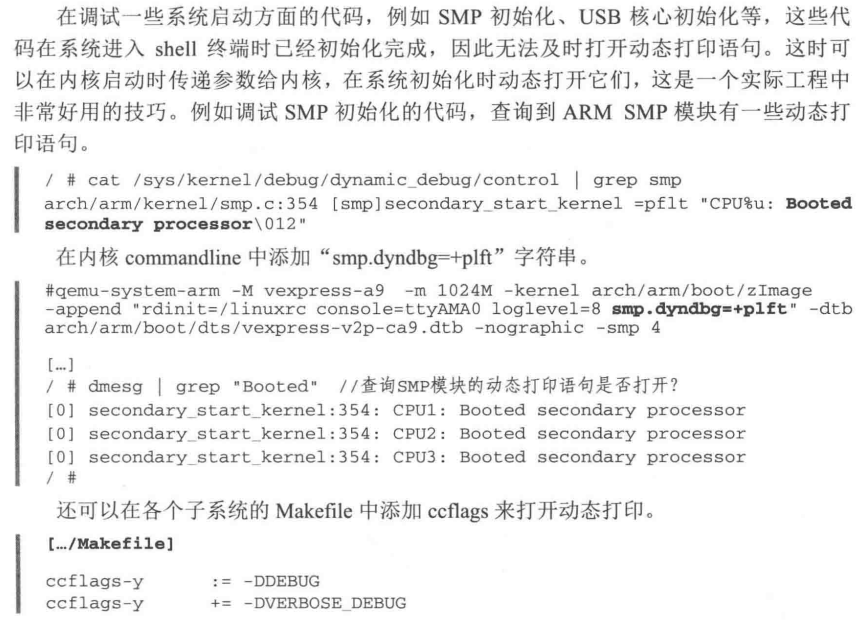 在调试一些系统启动方面的代码，例如 SMP 初始化、USB 核心初始化等，这些代
码在系统进入 shell 终端时已经初始化完成，因此无法及时打开动态打印语句。这时可
以在内核启动时传递参数给内核，在系统初始化时动态打开它们，这是一个实际工程中
非常好用的技巧。例如调试 SMP 初始化的代码，查询到 ARM SMP 模块有一些动态打
印语句。
/ # cat /sys/kernel/debug/dynamic_debug/control | grep smp
arch/arm/kernel/smp.c:354 [smp]secondary_start_kernel =pflt "CPU%u: Booted
secondary processor\012"
在内核 commandline 中添加“smp.dyndbg=+plft”字符串。
#qemu-system-arm -M vexpress-a9 -m 1024M -kernel arch/arm/boot/zImage
-append "rdinit=/linuxrc console=ttyAMA0 loglevel=8 smp.dyndbg=+plft" -dtb
arch/arm/boot/dts/vexpress-v2p-ca9.dtb -nographic -smp 4
[…]
/ # dmesg | grep "Booted" //查询SMP模块的动态打印语句是否打开?
[0] secondary_start_kernel:354: CPU1: Booted secondary processor
[0] secondary_start_kernel:354: CPU2: Booted secondary processor
[0] secondary_start_kernel:354: CPU3: Booted secondary processor
/ #
还可以在各个子系统的 Makefile 中添加 ccflags 来打开动态打印。
[…/Makefile]
ccflags-y := -DDEBUG
ccflags-y += -DVERBOSE_DEBUG